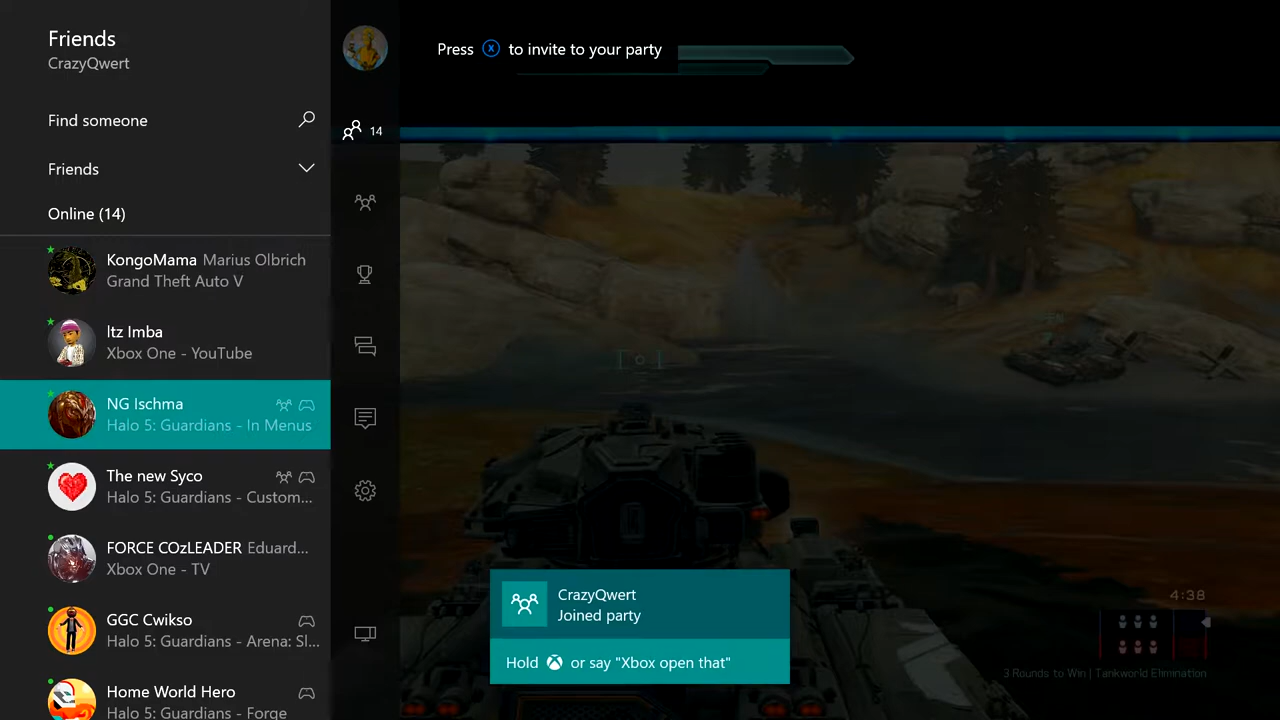 Friends
CrazyQwert
Find someone
Friends
Online (14)
KongoMama Marius Olbrich
Grand Theft Auto V
Itz Imba
Xbox One - YouTube
NG Ischma
Halo 5: Guardians - In Menus
The new Syco
Halo 5: Guardians - Custom...
FORCE COzLEADER Eduard...
Xbox One - TV
GGC Cwikso
Halo 5: Guardians - Arena: Sl...
Home World Hero
Halo 5: Guardians - Forge
14
Press X to invite to your party
CrazyQwert
Joined party
Hold or say "Xbox open that"
4:38
3 Rounds to Win | Tankworld Elimination